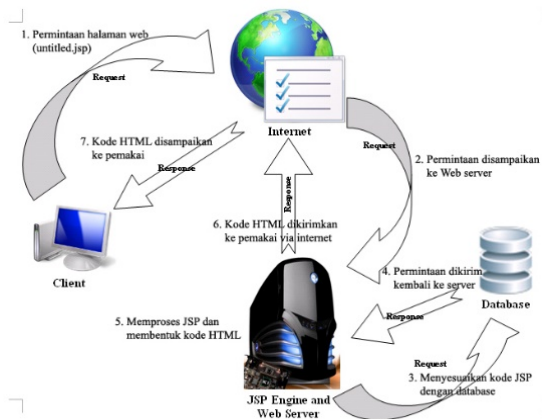 1. Permintaan halaman web
(untitled.jsp)
Request
Internet
7. Kode HTML disampaikan
ke pemakai
Response
Request
2. Permintaan disampaikan
ke Web server
Response
6. Kode HTML dikirimkan
ke pemakai via internet
Client
4. Permintaan dikirim
kembali ke server
Database
Response
5. Memproses JSP dan
membentuk kode HTML
Request
3. Menyesuaikan kode JSP
dengan database
JSP Engine and
Web Server